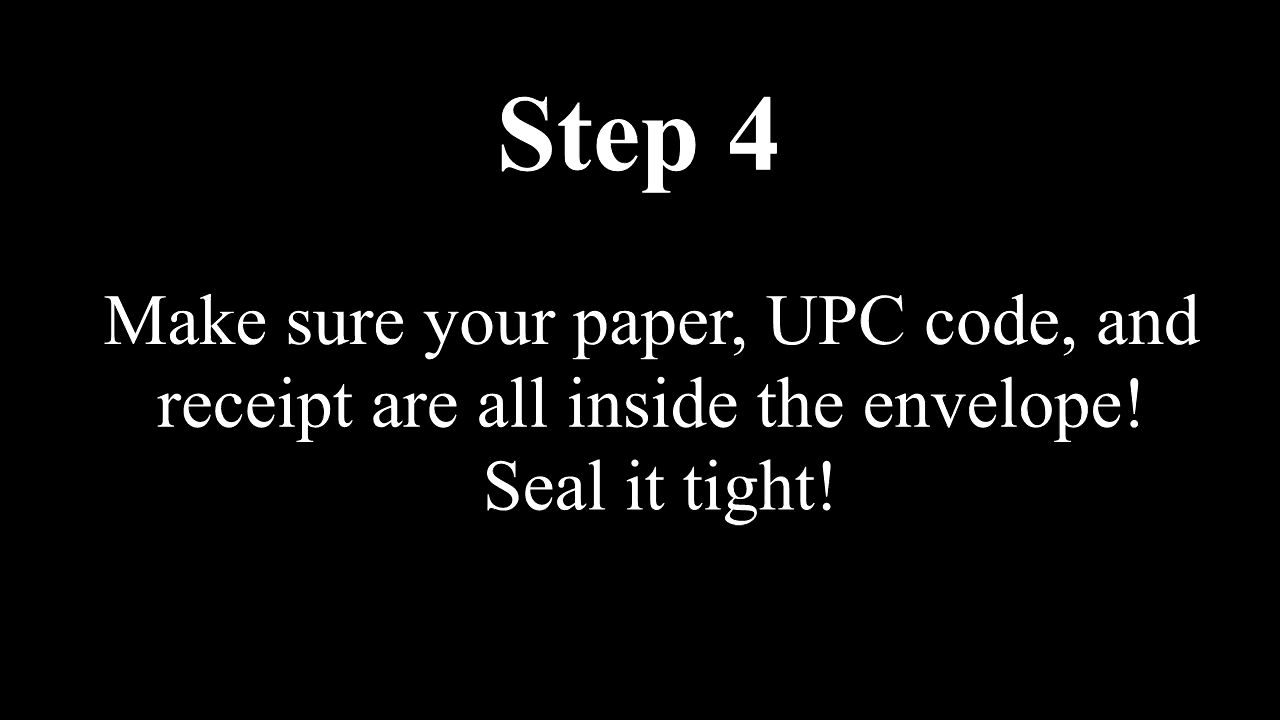 Step 4
Make sure your paper, UPC code, and
receipt are all inside the envelope!
Seal it tight!